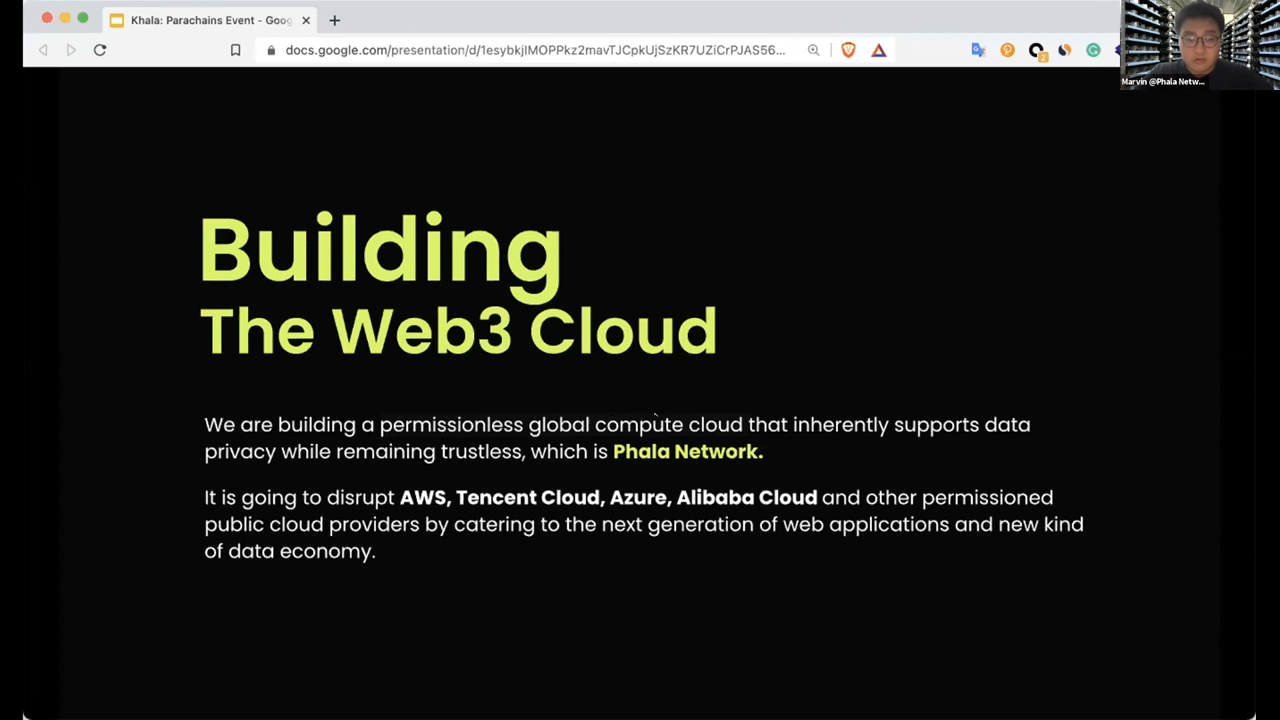 Khala: Parachains Event - Goog
docs.google.com/presentation/d/1esybkjlMOPPkz2mavTJCpkUjSzKR7UZiCrPJAS56...
2
Marvin @Phala Netw...
Building
The Web3 Cloud
We are building a permissionless global compute cloud that inherently supports data
privacy while remaining trustless, which is Phala Network.
It is going to disrupt AWS, Tencent Cloud, Azure, Alibaba Cloud and other permissioned
public cloud providers by catering to the next generation of web applications and new kind
of data economy.